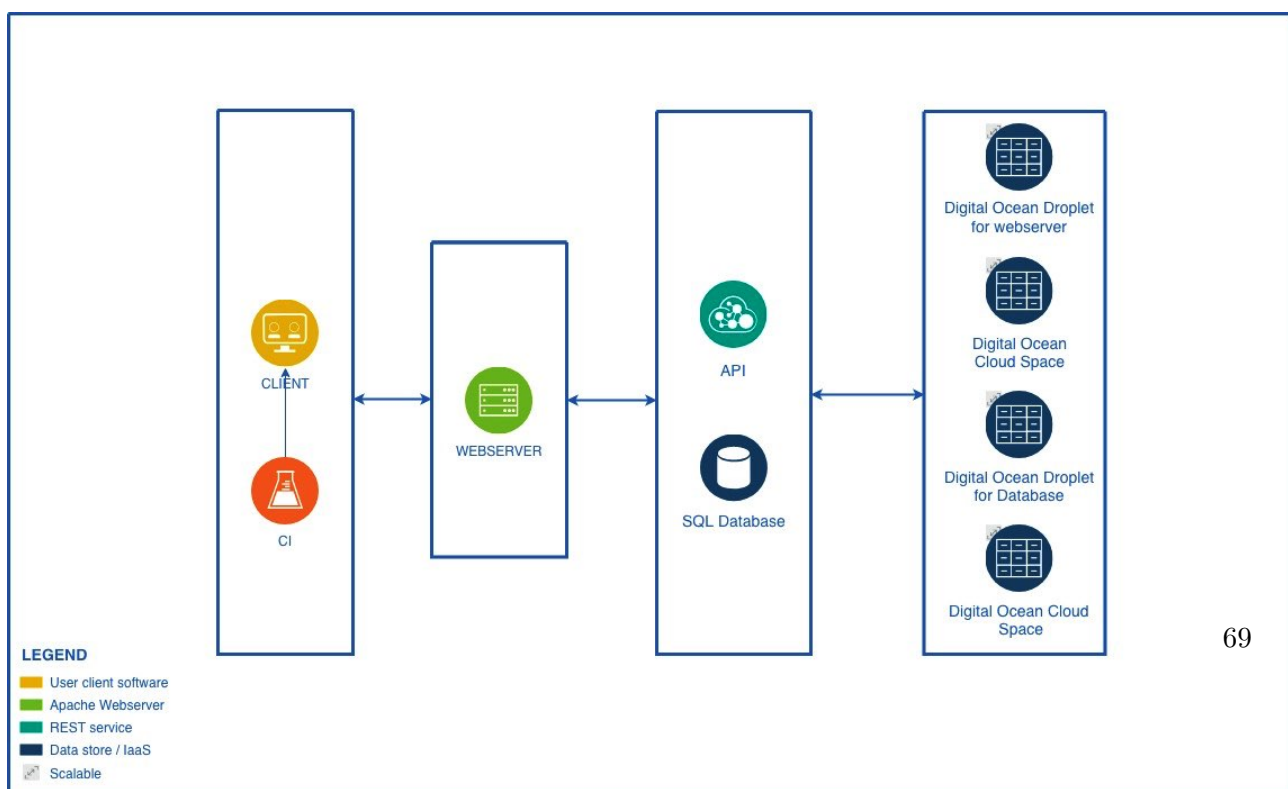 CLIENT
CI
WEBSERVER
API
SQL Database
Digital Ocean Droplet
for webserver
Digital Ocean
Cloud Space
Digital Ocean Droplet
for Database
Digital Ocean Cloud
Space
69
LEGEND
User client software
Apache Webserver
REST service
Data store / IaaS
Scalable